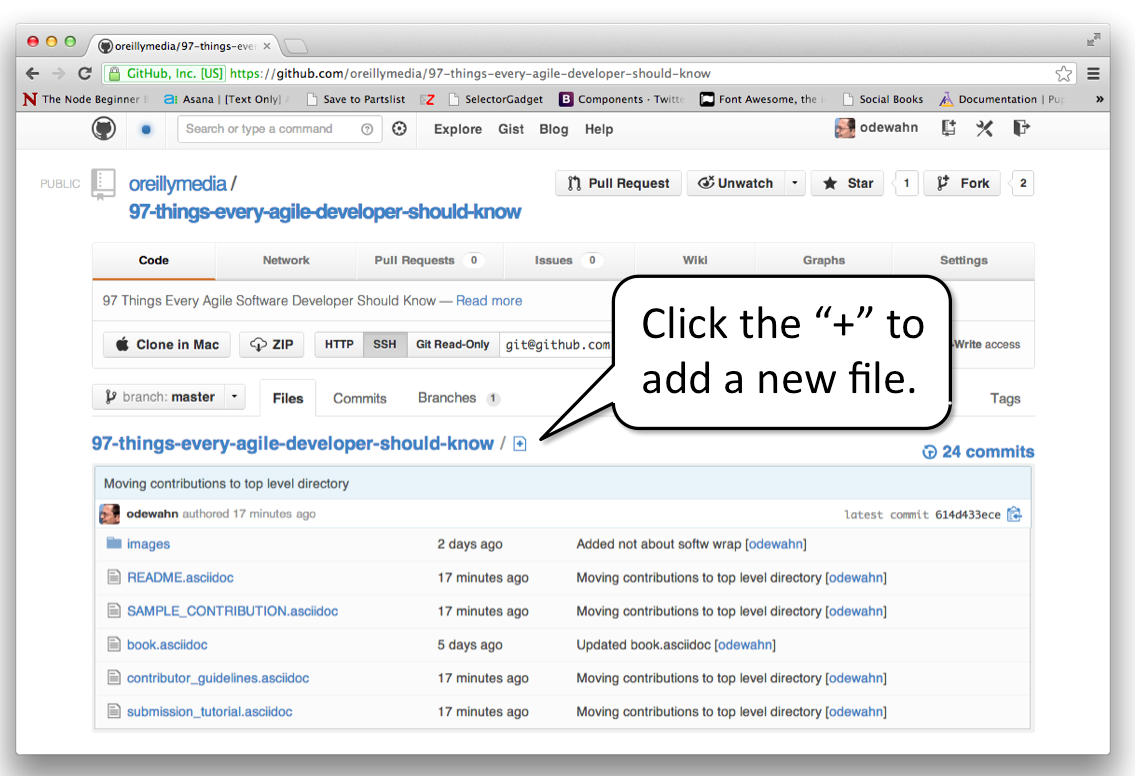 oreillymedia/97-things-eve
GitHub, Inc. [US] https://github.com/oreillymedia/97-things-every-agile-developer-should-know
The Node Beginner Asana | [Text Only] Save to Partslist SelectorGadget Components · Twitte Font Awesome, the Social Books Documentation | Pup »
Search or type a command Explore Gist Blog Help odewahn
PUBLIC oreillymedia / Pull Request Unwatch Star 1 Fork 2
97-things-every-agile-developer-should-know
Code Network Pull Requests 0 Issues 0 Wiki Graphs Settings
97 Things Every Agile Software Developer Should Know — Read more
Click the “+” to
add a new file.
Clone in Mac ZIP HTTP SSH Git Read-Only git@github.com -Write access
branch: master Files Commits Branches 1 Tags
97-things-every-agile-developer-should-know / +
24 commits
Moving contributions to top level directory
odewahn authored 17 minutes ago latest commit 614d433ece
images 2 days ago Added not about softw wrap [odewahn]
README.asciidoc 17 minutes ago Moving contributions to top level directory [odewahn]
SAMPLE_CONTRIBUTION.asciidoc 17 minutes ago Moving contributions to top level directory [odewahn]
book.asciidoc 5 days ago Updated book.asciidoc [odewahn]
contributor_guidelines.asciidoc 17 minutes ago Moving contributions to top level directory [odewahn]
submission_tutorial.asciidoc 17 minutes ago Moving contributions to top level directory [odewahn]